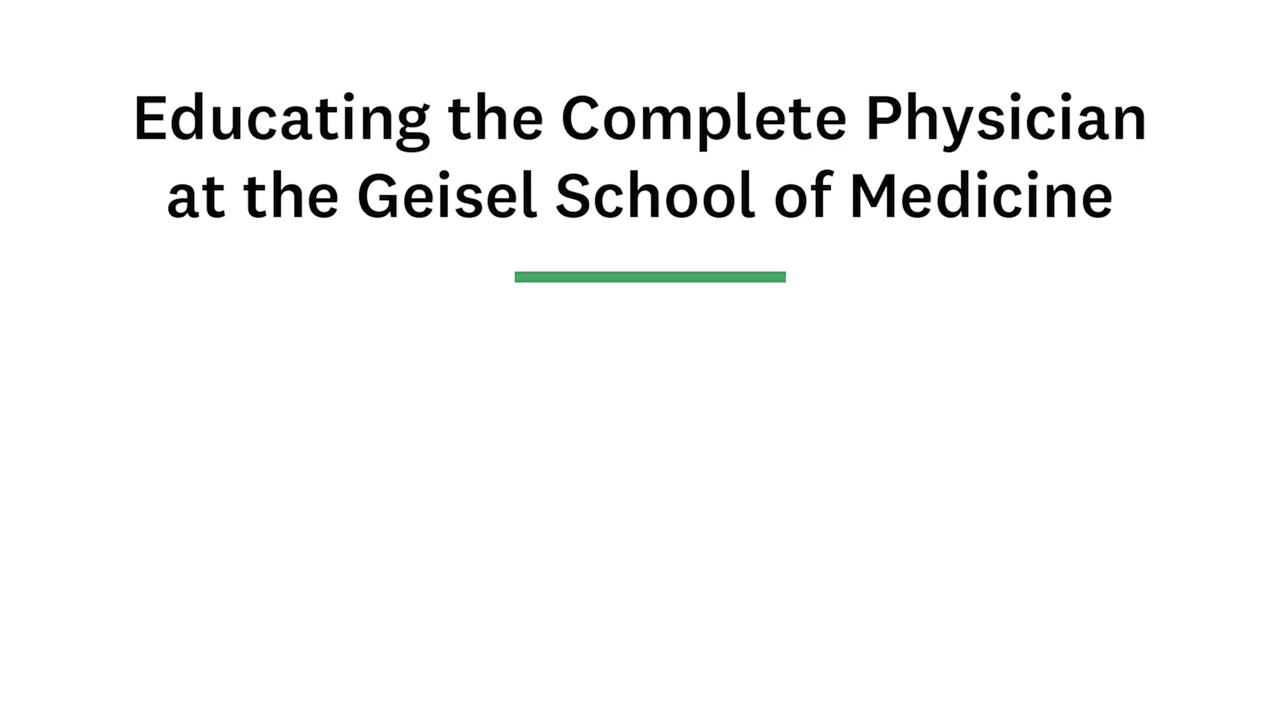 Educating the Complete Physician
at the Geisel School of Medicine